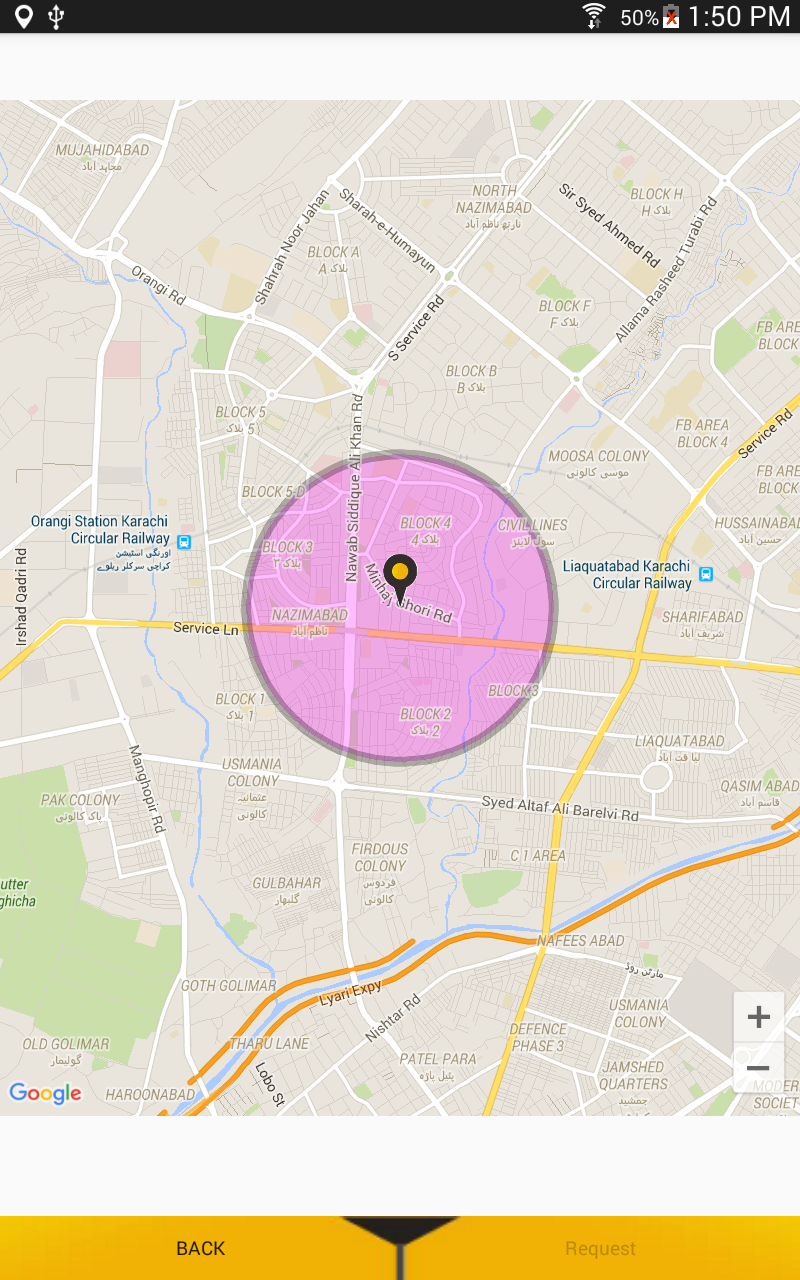 50%
1:50 PM
MUJAHIDABAD
مجاہد آباد
NORTH
NAZIMABAD
نارتھ ناظم آباد
BLOCK H
بلاک H
Sir Syed Ahmed Rd
Allama Rasheed Turabi Rd
Shahrah Noor Jahan
Sharah-e-Humayun
BLOCK A
بلاک A
Orangi Rd
S Service Rd
BLOCK F
بلاک F
FB AREA
BLOCK
BLOCK B
بلاک B
BLOCK 5
بلاک 5
Nawab Siddique Ali Khan Rd
FB AREA
BLOCK 4
Service Rd
MOOSA COLONY
موسی کالونی
FB ARE
BLOCK
BLOCK 5-D
Orangi Station Karachi
Circular Railway
اورنگی اسٹیشن
کراچی سرکلر ریلوے
BLOCK 4
بلاک 4
CIVIL LINES
سول لائینز
HUSSAINABAD
حسین آباد
BLOCK 3
بلاک ۳
Liaquatabad Karachi
Circular Railway
Irshad Qadri Rd
Minhaj Ghori Rd
NAZIMABAD
ناظم آباد
SHARIFABAD
شریف آباد
Service Ln
BLOCK 1
بلاک 1
BLOCK 3
BLOCK 2
بلاک 2
LIAQUATABAD
لیا قت آباد
Manghopir Rd
USMANIA
COLONY
عثمانیہ
کالونی
QASIM ABAD
قاسم آباد
PAK COLONY
پاک کالونی
Syed Altaf Ali Barelvi Rd
FIRDOUS
COLONY
فردوس
کالونی
C 1 AREA
GULBAHAR
گلبہار
utter
ghicha
NAFEES ABAD
مارٹن روڈ
GOTH GOLIMAR
Lyari Expy
Nishtar Rd
USMANIA
COLONY
OLD GOLIMAR
گولیمار
THARU LANE
DEFENCE
PHASE 3
PATEL PARA
پٹیل پاڑہ
Lobo St
JAMSHED
QUARTERS
جمشید
HAROONABAD
MODER
SOCIET
Google
+
−
BACK
Request